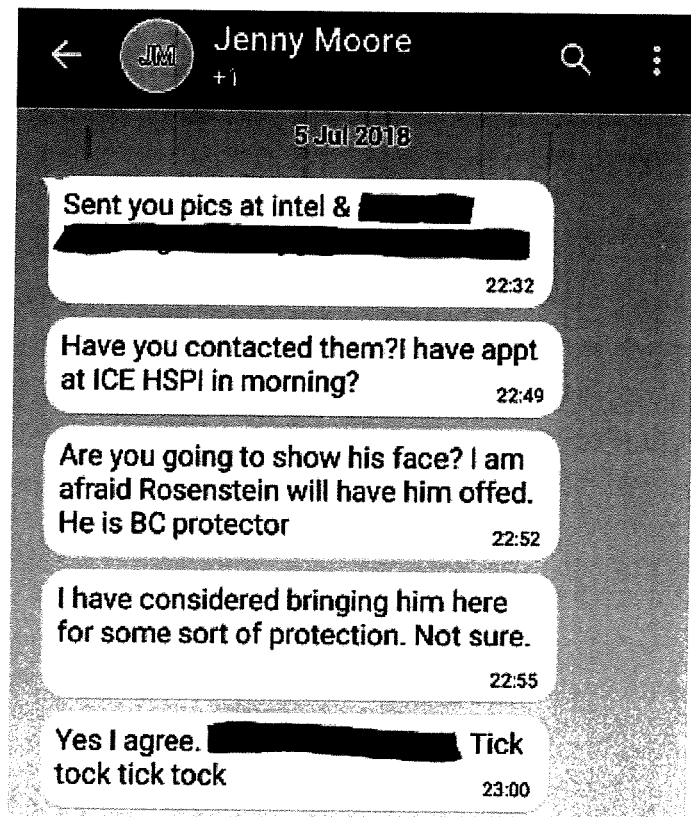 JM
Jenny Moore
+1
5 Jul 2018
Sent you pics at intel &
22:32
Have you contacted them?I have appt
at ICE HSPI in morning?
22:49
Are you going to show his face? I am
afraid Rosenstein will have him offed.
He is BC protector
22:52
I have considered bringing him here
for some sort of protection. Not sure.
22:55
Yes I agree. Tick
tock tick tock
23:00